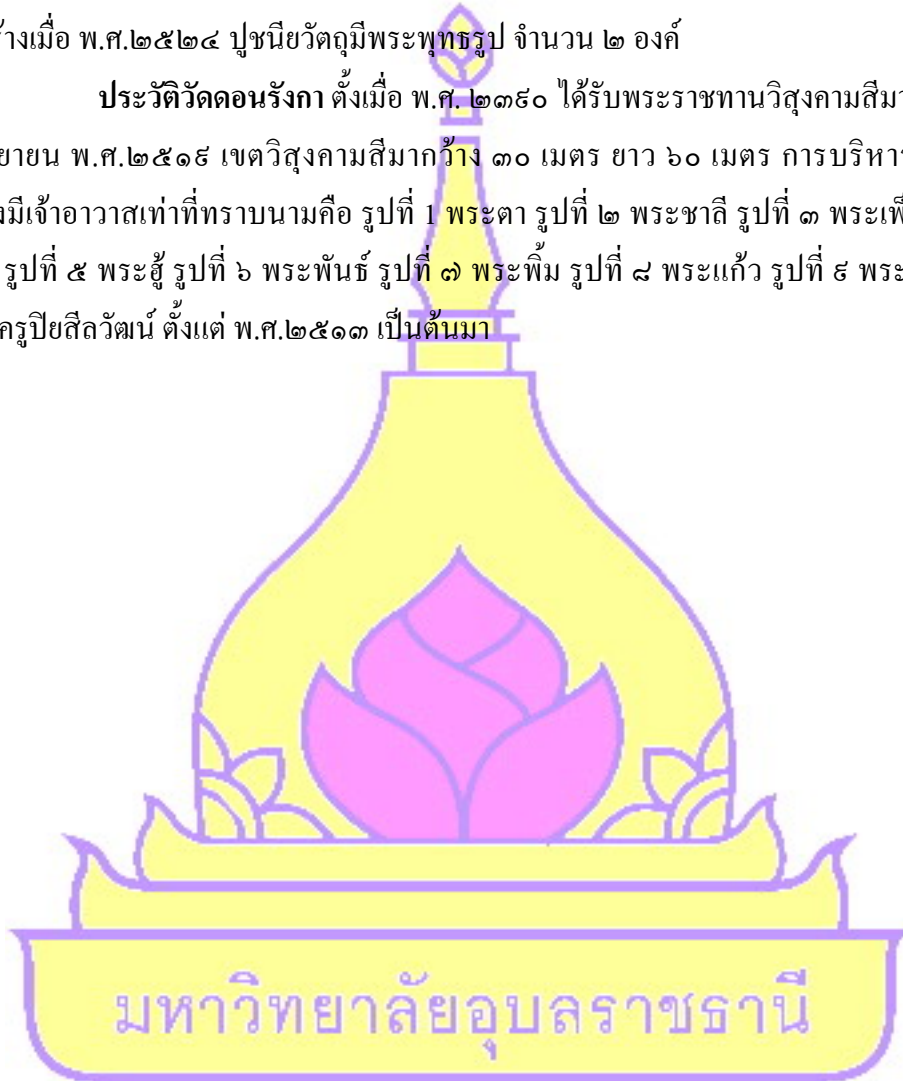 ร้างเมื่อ พ.ศ.๒๕๒๔ ปูชนียวัตถุมีพระพุทธรูป จำนวน ๒ องค์
ประวัติวัดดอนรังกา ตั้งเมื่อ พ.ศ. ๒๓๙๐ ได้รับพระราชทานวิสุงคามสีมา
ยายน พ.ศ.๒๕๑๙ เขตวิสุงคามสีมากว้าง ๓๐ เมตร ยาว ๖๐ เมตร การบริหาร
งมีเจ้าอาวาสเท่าที่ทราบนามคือ รูปที่ 1 พระตา รูปที่ ๒ พระชาลี รูปที่ ๓ พระเพ็
รูปที่ ๕ พระฮู้ รูปที่ ๖ พระพันธ์ รูปที่ ๗ พระพิ้ม รูปที่ ๘ พระแก้ว รูปที่ ๙ พระ
ครูปิยสีลวัฒน์ ตั้งแต่ พ.ศ.๒๕๑๓ เป็นต้นมา
มหาวิทยาลัยอุบลราชธานี